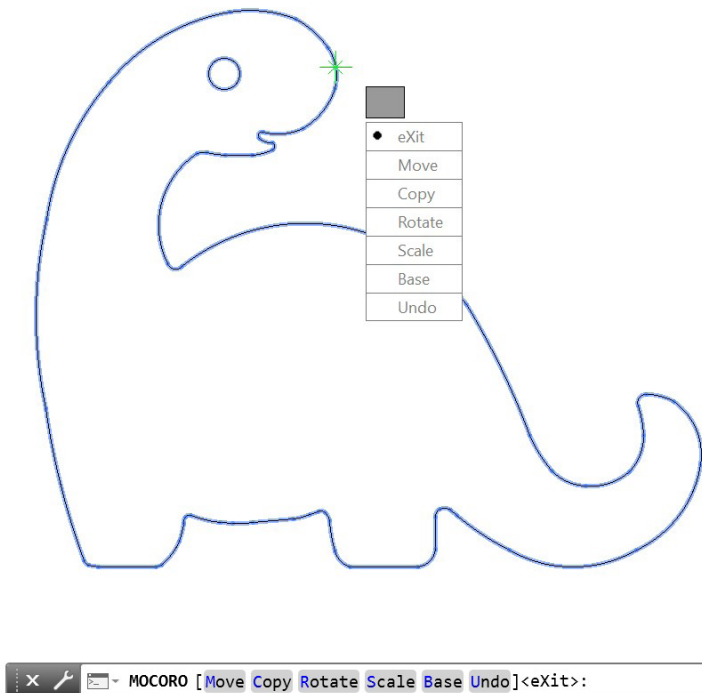 eXit
Move
Copy
Rotate
Scale
Base
Undo
MOCORO [Move Copy Rotate Scale Base Undo]<eXit>: